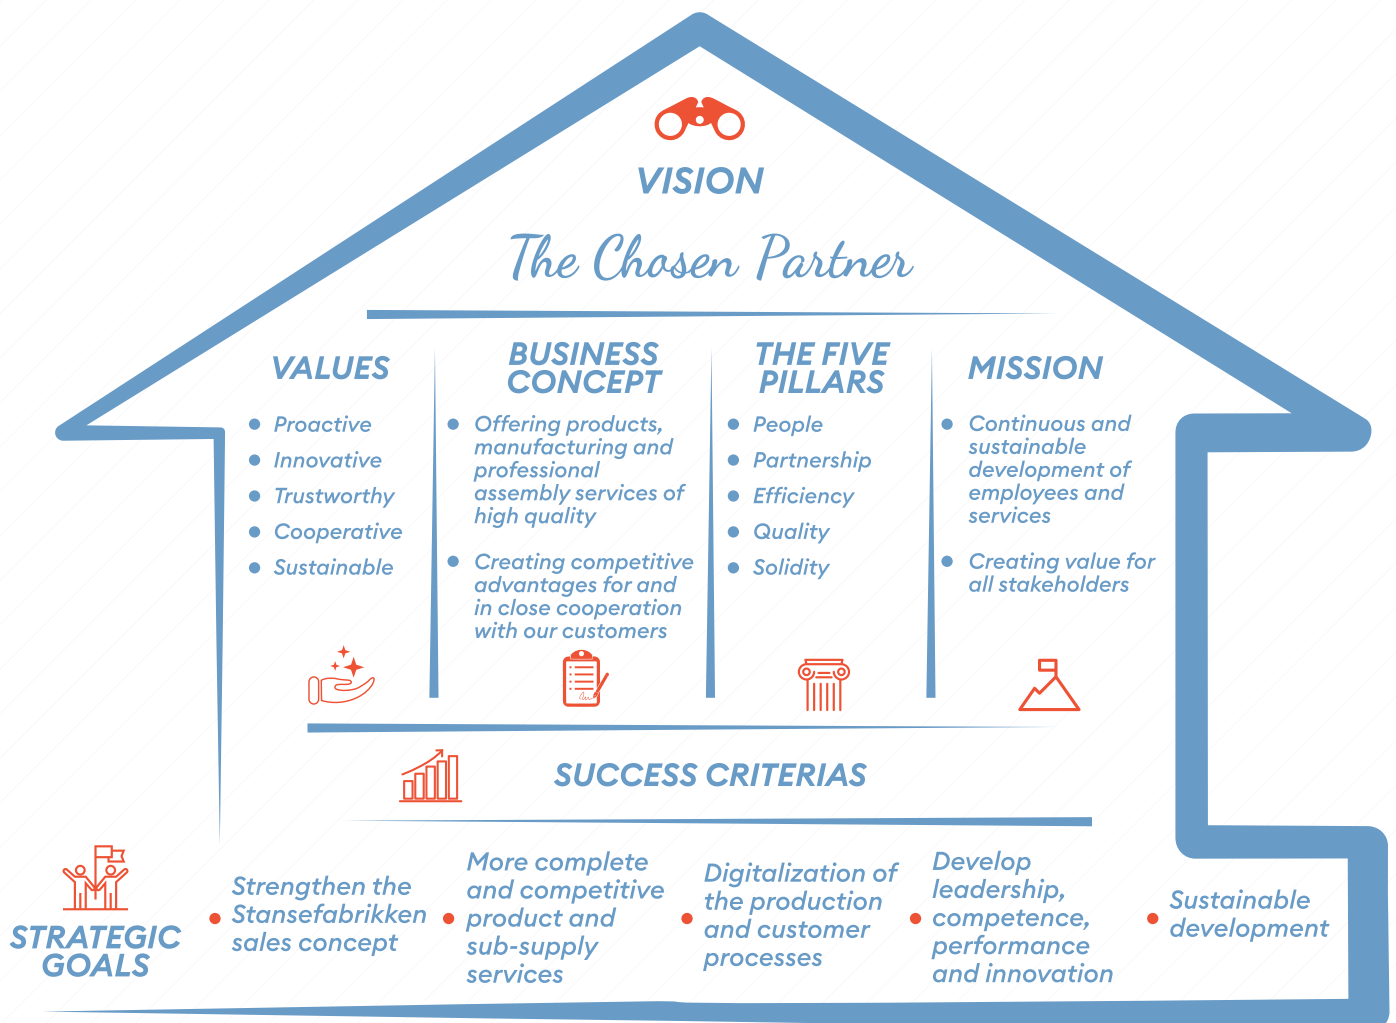 VISION
The Chosen Partner
VALUES
Proactive
Innovative
Trustworthy
Cooperative
Sustainable
BUSINESS
CONCEPT
Offering products,
manufacturing and
professional
assembly services of
high quality
Creating competitive
advantages for and
in close cooperation
with our customers
THE FIVE
PILLARS
People
Partnership
Efficiency
Quality
Solidity
MISSION
Continuous and
sustainable
development of
employees and
services
Creating value for
all stakeholders
SUCCESS CRITERIAS
STRATEGIC
GOALS
Strengthen the
Stansefabrikken
sales concept
More complete
and competitive
product and
sub-supply
services
Digitalization of
the production
and customer
processes
Develop
leadership,
competence,
performance
and innovation
Sustainable
development